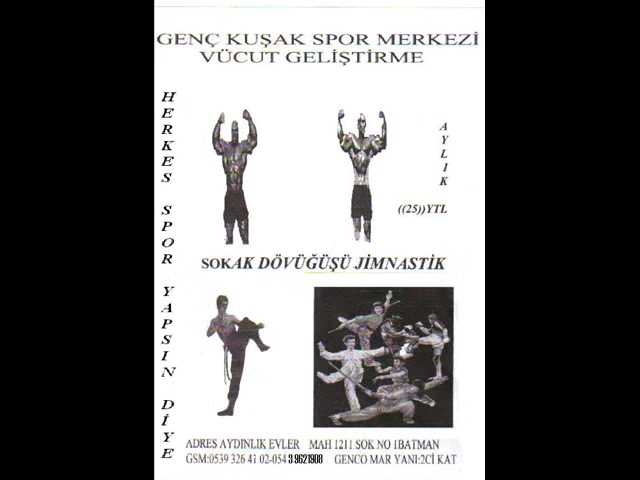 GENÇ KUŞAK SPOR MERKEZİ
VÜCUT GELİŞTİRME
HERKES SPOR YAPSIN DİYE
AYLIK
((25))YTL
SOKAK DÖVÜĞÜŞÜ JİMNASTİK
ADRES AYDINLIK EVLER MAH 1211 SOK NO 1BATMAN
GSM:0539 326 41 02-054 3 9621908 GENCO MAR YANI:2Cİ KAT